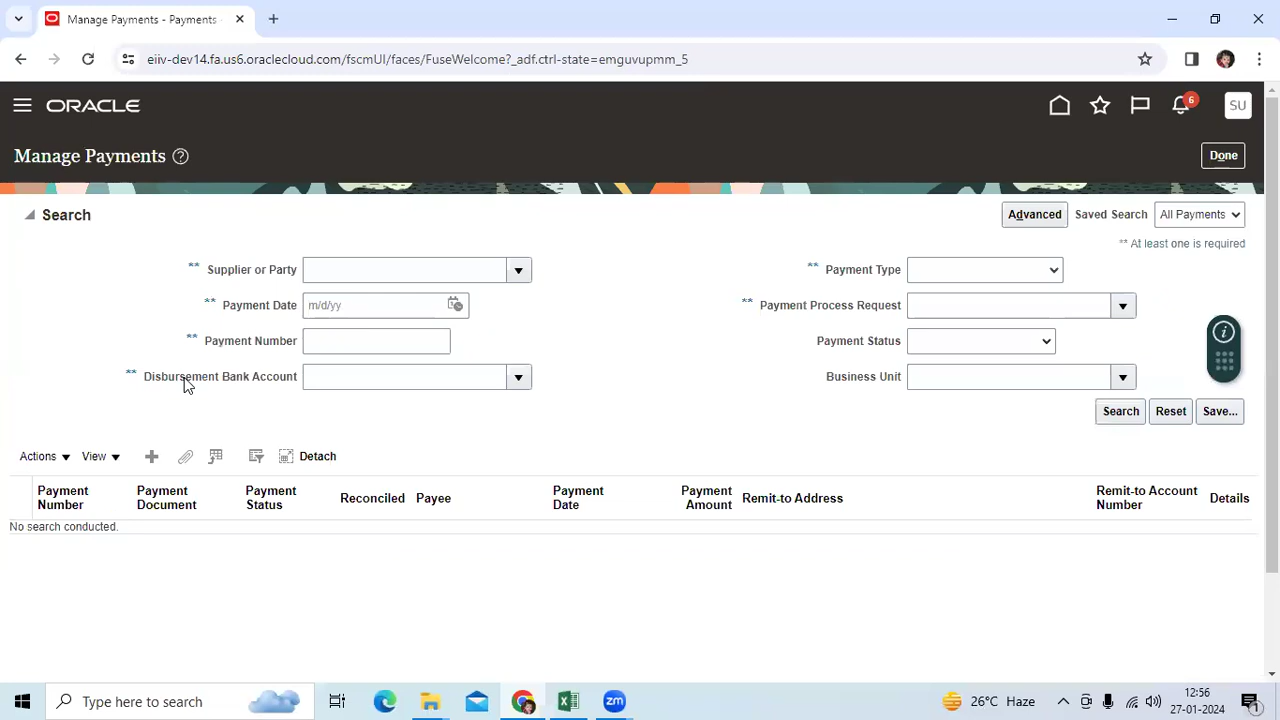 Manage Payments - Payments -
eiiv-dev14.fa.us6.oraclecloud.com/fscmUI/faces/FuseWelcome?_adf.ctrl-state=emguvupmm_5
ORACLE
6
SU
Manage Payments
Done
Search
Advanced Saved Search All Payments
** At least one is required
** Supplier or Party
** Payment Type
** Payment Date m/d/yy
** Payment Process Request
** Payment Number
Payment Status
** Disbursement Bank Account
Business Unit
Search Reset Save...
Actions View Detach
Payment Number Payment Document Payment Status Reconciled Payee Payment Date Payment Amount Remit-to Address Remit-to Account Number Details
No search conducted.
Type here to search
26°C Haze
12:56
27-01-2024
1